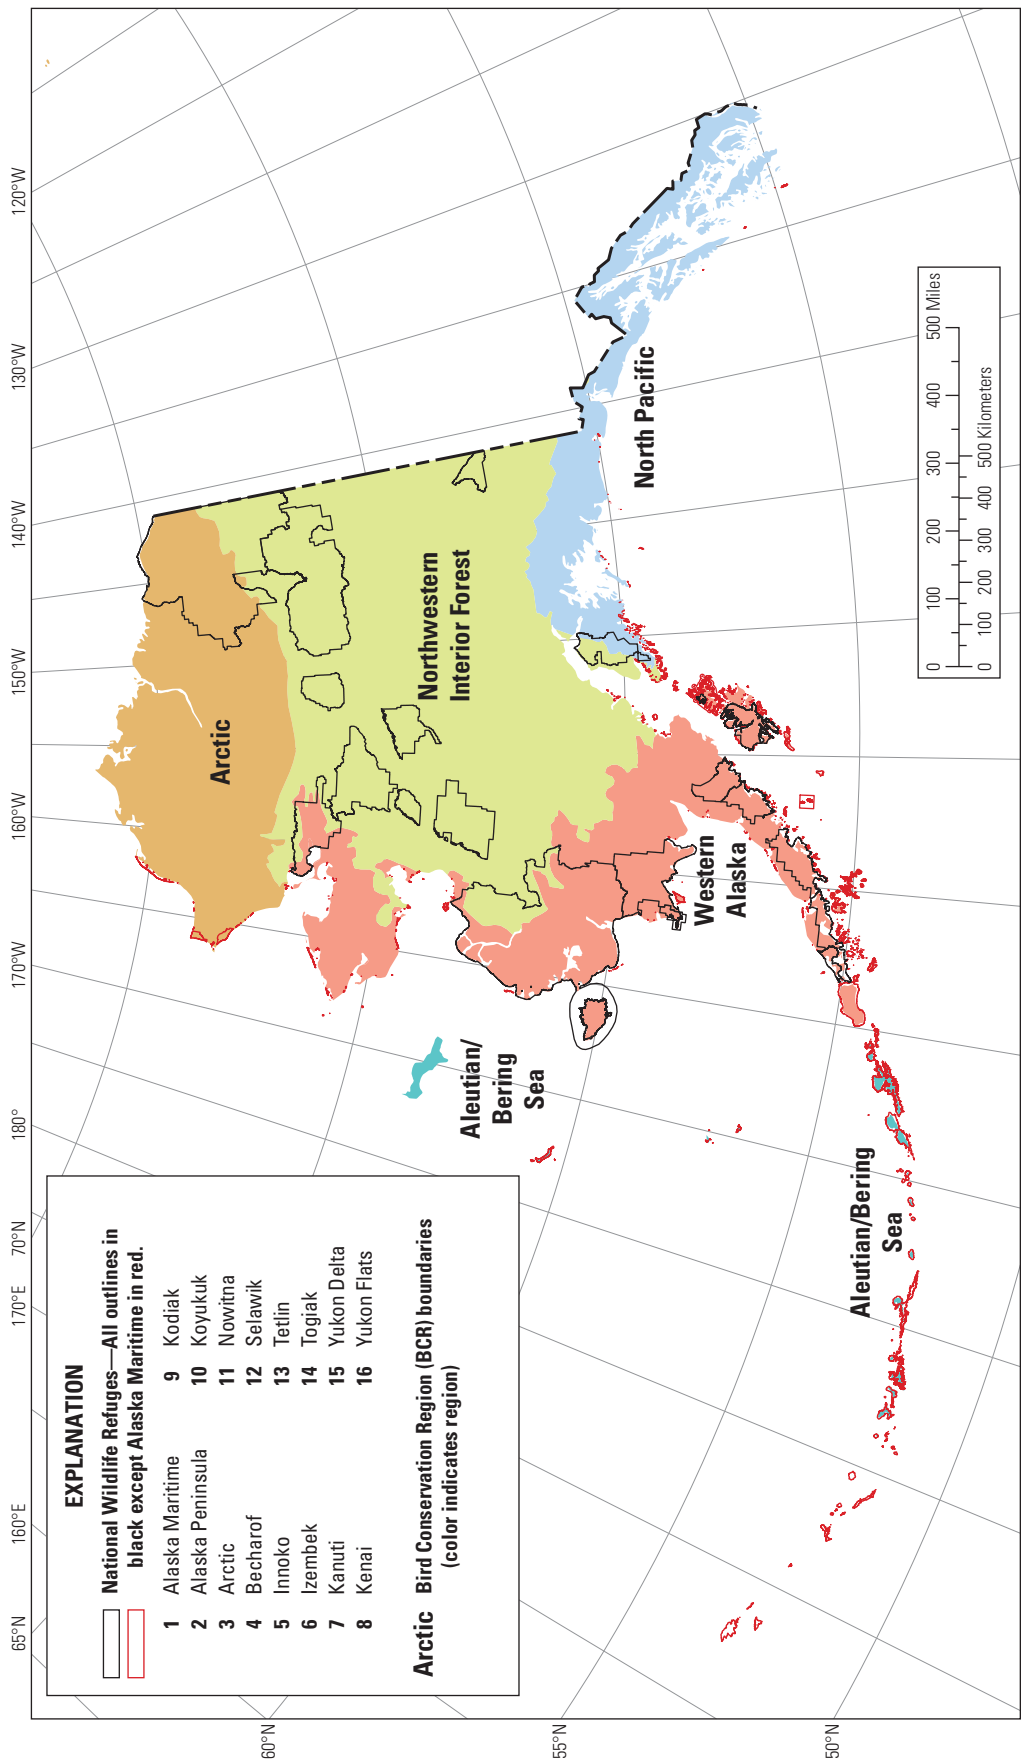 120°W
130°W
140°W
150°W
160°W
170°W
180°
70°N
170°E
160°E
65°N
60°N
55°N
50°N
Arctic
Northwestern
Interior Forest
North Pacific
Western
Alaska
Aleutian/
Bering
Sea
Aleutian/Bering
Sea
EXPLANATION
National Wildlife Refuges—All outlines in
black except Alaska Maritime in red.
1 Alaska Maritime
2 Alaska Peninsula
3 Arctic
4 Becharof
5 Innoko
6 Izembek
7 Kanuti
8 Kenai
9 Kodiak
10 Koyukuk
11 Nowitna
12 Selawik
13 Tetlin
14 Togiak
15 Yukon Delta
16 Yukon Flats
Arctic Bird Conservation Region (BCR) boundaries
(color indicates region)
0 100 200 300 400 500 Miles
0 100 200 300 400 500 Kilometers